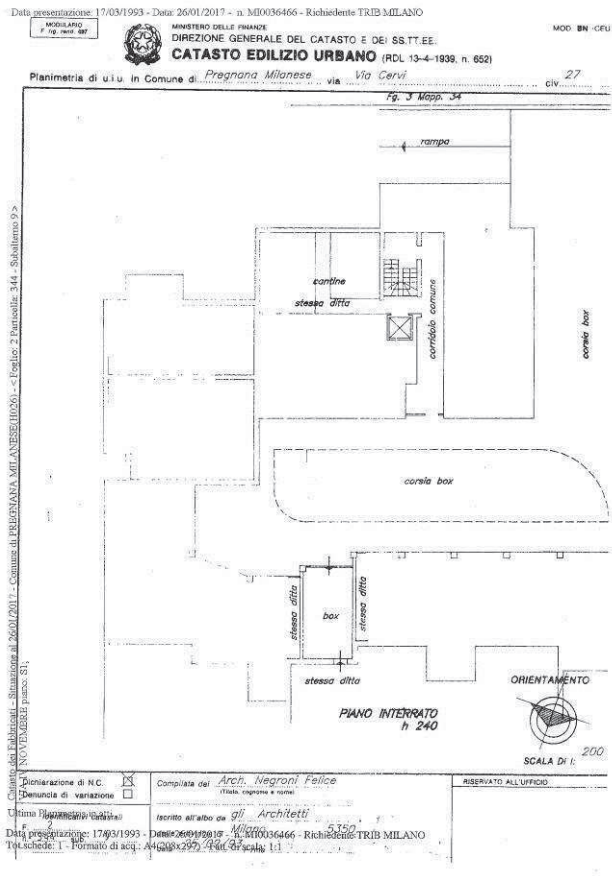 Data presentazione: 17/03/1993 - Data: 26/01/2017 - n. MI0036466 - Richiedente TRIB MILANO
MODULARIO
F. rig. rend. 497
MINISTERO DELLE FINANZE
DIREZIONE GENERALE DEL CATASTO E DEI SS.TT.EE.
CATASTO EDILIZIO URBANO (RDL 13-4-1939, n. 652)
MOD. BN - CEU
Planimetria di u.i.u. in Comune di Pregnana Milanese via Via Cervi civ. 27
Fg. 3 Mapp. 34
rampa
cantine
stessa ditta
corridoio comune
corsia box
corsia box
stessa ditta
box
stessa ditta
stessa ditta
PIANO INTERRATO
h 240
ORIENTAMENTO
SCALA DI 1: 200
Catasto dei Fabbricati - Situazione al 26/01/2017 - Comune di PREGNANA MILANESE(H026) - < Foglio: 2 Particella: 344 - Subalterno 9 >
NOVEMBRE piano: S1;
Dichiarazione di N.C.
Denuncia di variazione
Compilata dal Arch. Negroni Felice
(Titolo, cognome e nome)
RISERVATO ALL'UFFICIO
Ultima Planimetria in atti
Identificativi catastali
Iscritto all'albo de gli Architetti
F. 2
Milano 5350
Data presentazione: 17/03/1993 - Data: 26/01/2017 - n. MI0036466 - Richiedente TRIB MILANO
n. 344 sub.
Tot.schede: 1 - Formato di acq.: A4(208x297) - Fatt. di scala: 1:1